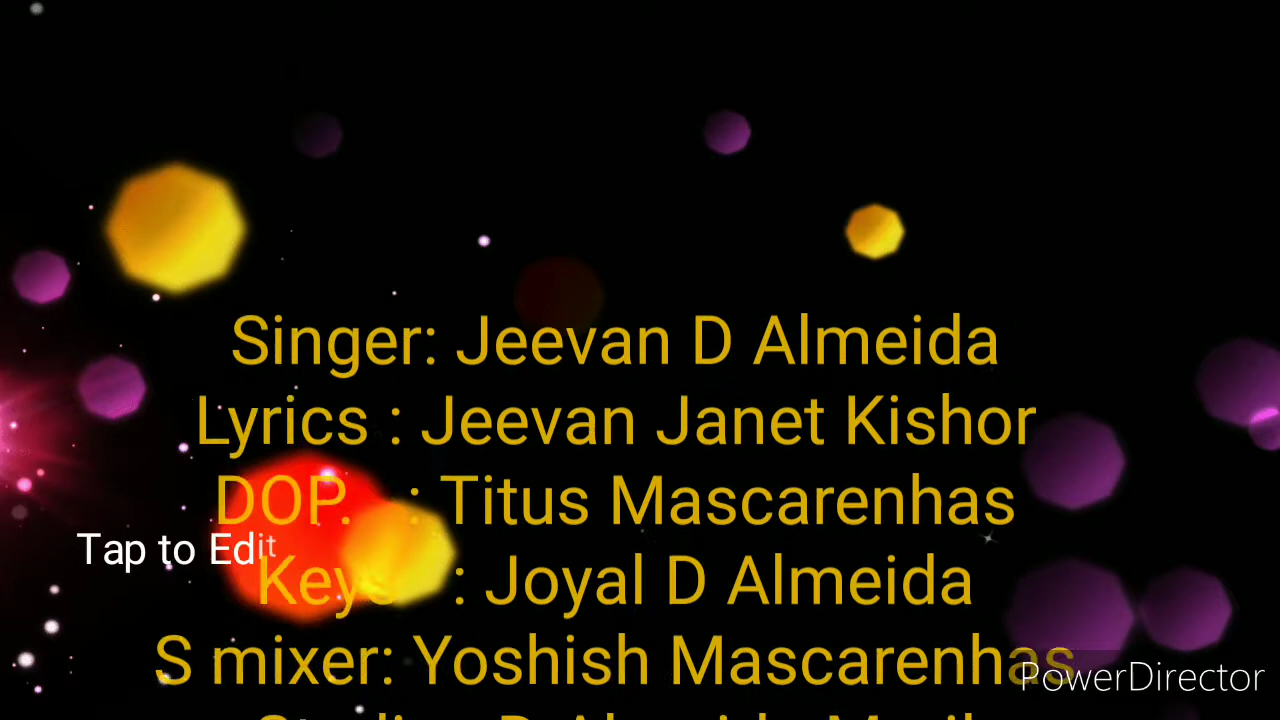 Singer: Jeevan D Almeida
Lyrics : Jeevan Janet Kishor
DOP. : Titus Mascarenhas
Tap to Edit
Keys : Joyal D Almeida
S mixer: Yoshish Mascarenhas
PowerDirector